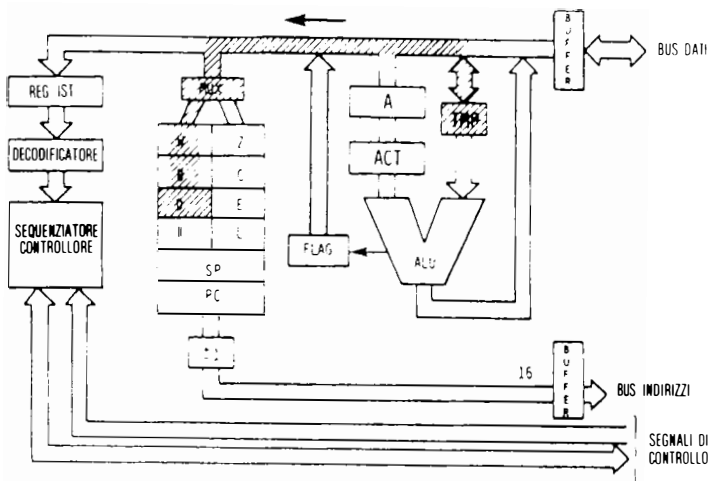 BUFFER
BUS DATI
REG IST
MUX
A
TMP
DECODIFICATORE
W Z
B C
D E
H L
ACT
SEQUENZIATORE
CONTROLLORE
SP
FLAG
ALU
PC
16
BUFFER
BUS INDIRIZZI
SEGNALI DI
CONTROLLO